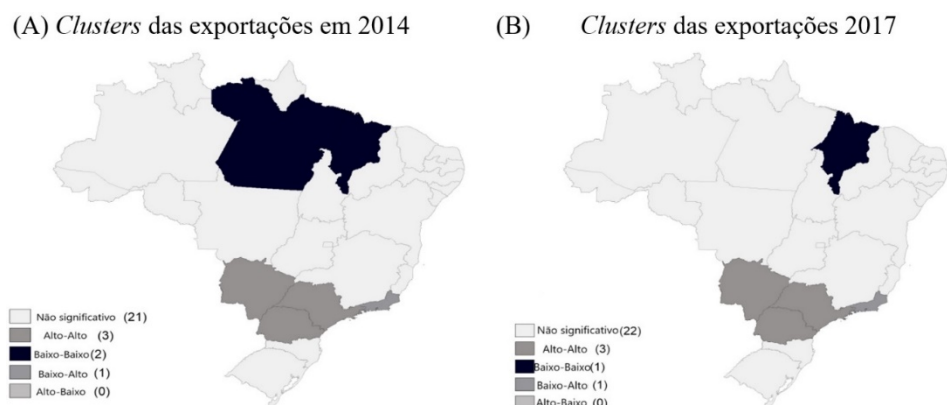 (A) Clusters das exportações em 2014
(B) Clusters das exportações 2017
Não significativo (21)
Alto-Alto (3)
Baixo-Baixo (2)
Baixo-Alto (1)
Alto-Baixo (0)
Não significativo (22)
Alto-Alto (3)
Baixo-Baixo (1)
Baixo-Alto (1)
Alto-Baixo (0)